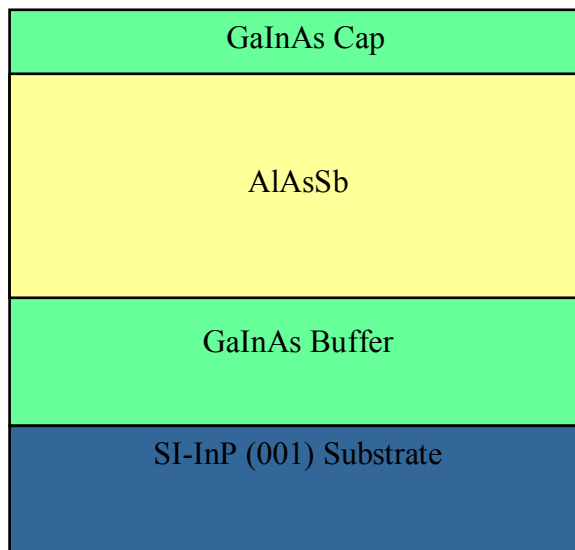 GaInAs Cap
AlAsSb
GaInAs Buffer
SI-InP (001) Substrate